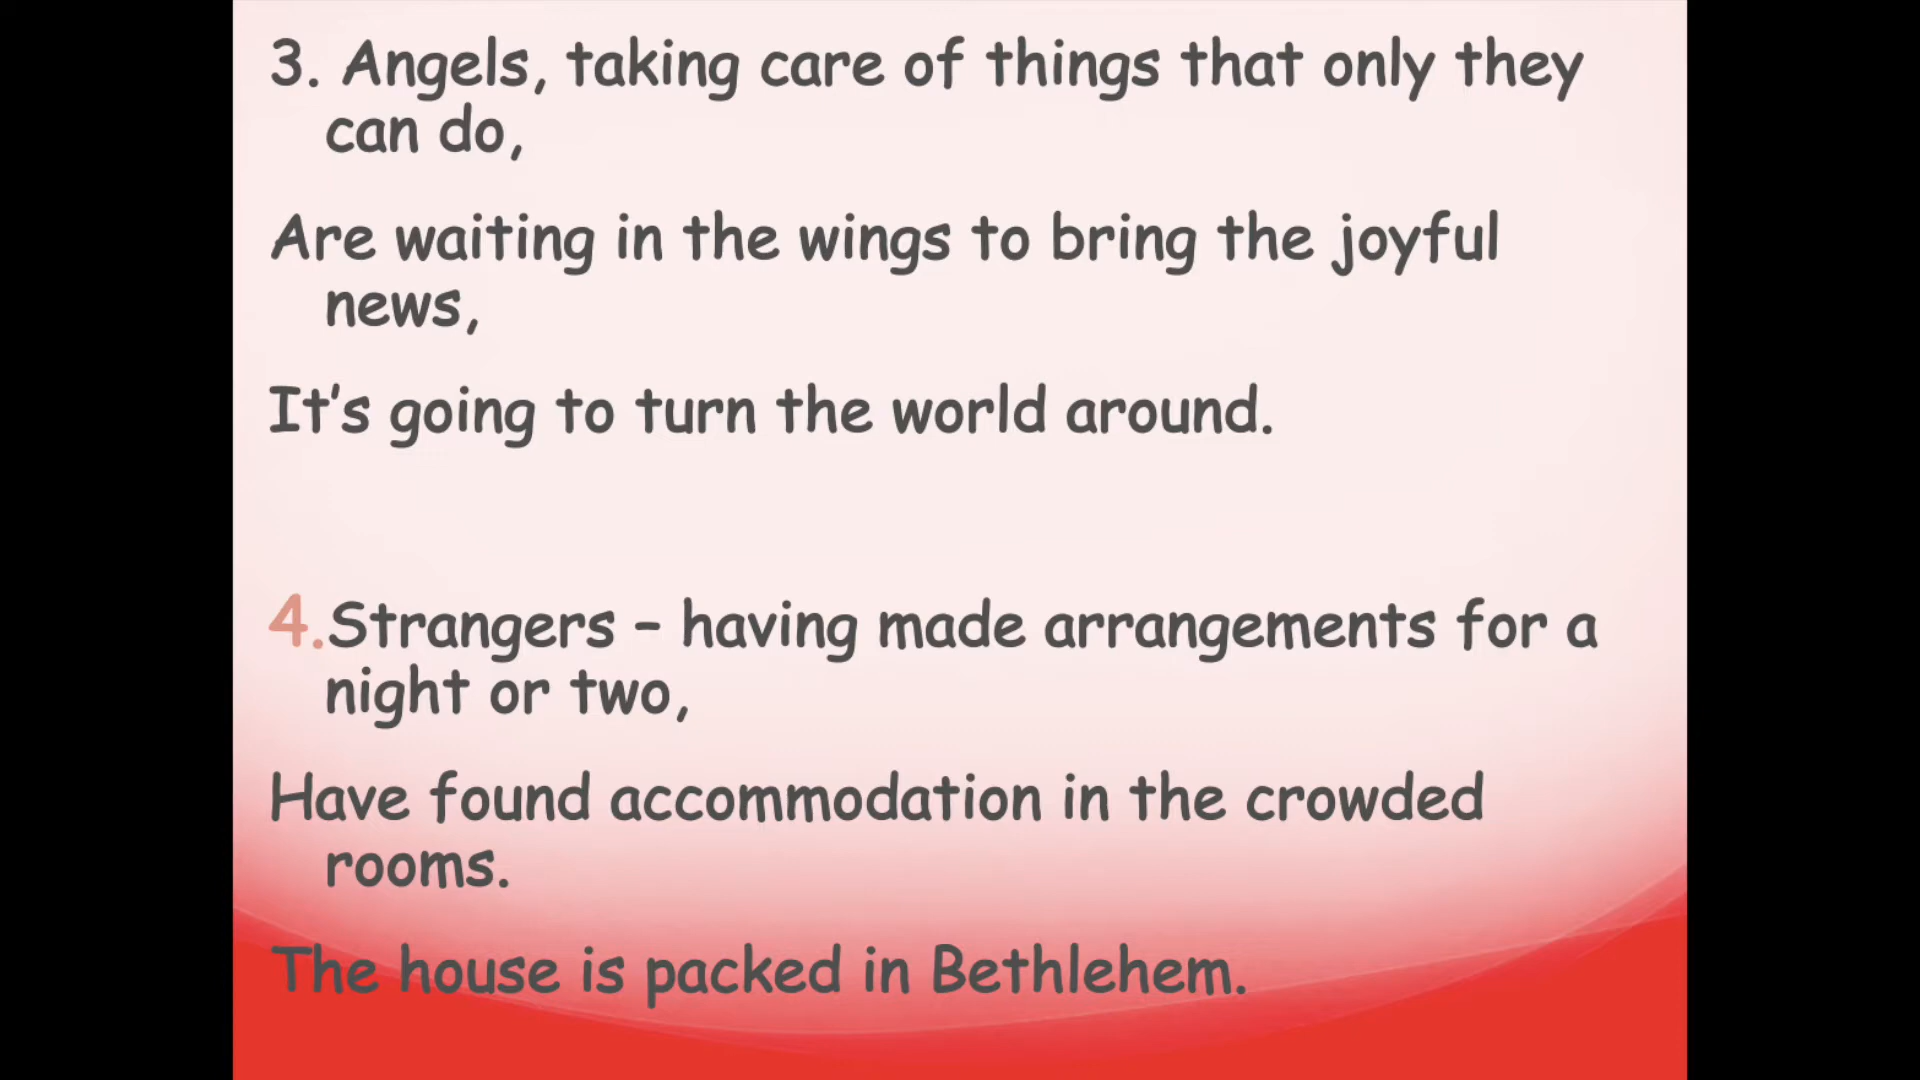 3. Angels, taking care of things that only they
can do,
Are waiting in the wings to bring the joyful
news,
It’s going to turn the world around.
4.Strangers – having made arrangements for a
night or two,
Have found accommodation in the crowded
rooms.
The house is packed in Bethlehem.